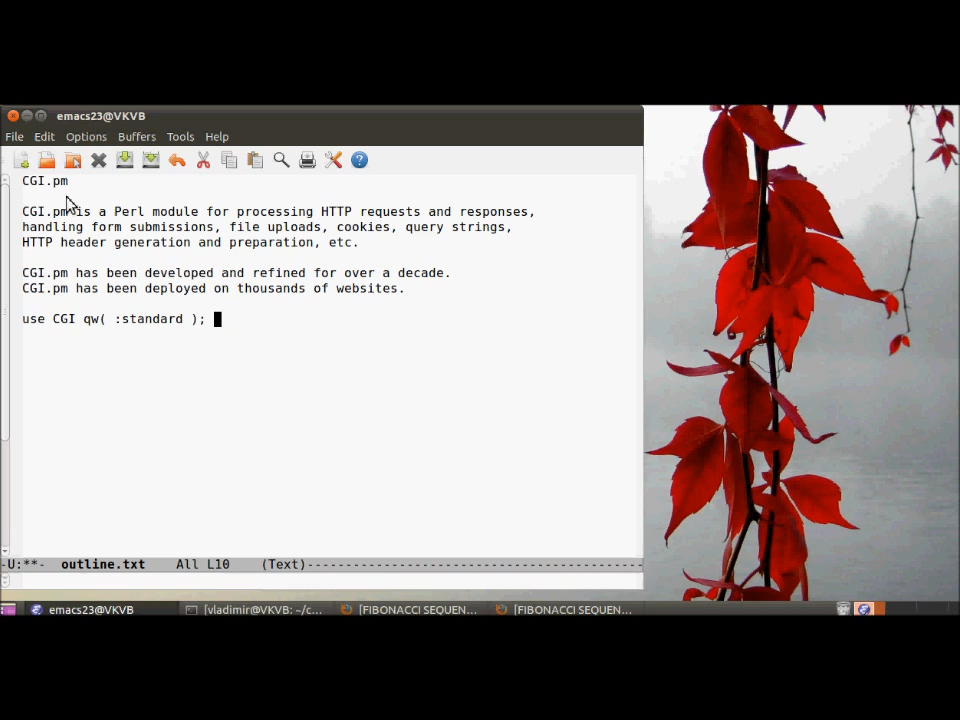 emacs23@VKVB
File Edit Options Buffers Tools Help
CGI.pm
CGI.pm is a Perl module for processing HTTP requests and responses,
handling form submissions, file uploads, cookies, query strings,
HTTP header generation and preparation, etc.
CGI.pm has been developed and refined for over a decade.
CGI.pm has been deployed on thousands of websites.
use CGI qw( :standard );
-U:**- outline.txt All L10 (Text)-------------------------------------------
emacs23@VKVB [vladimir@VKVB: ~/c... [FIBONACCI SEQUEN... [FIBONACCI SEQUEN...